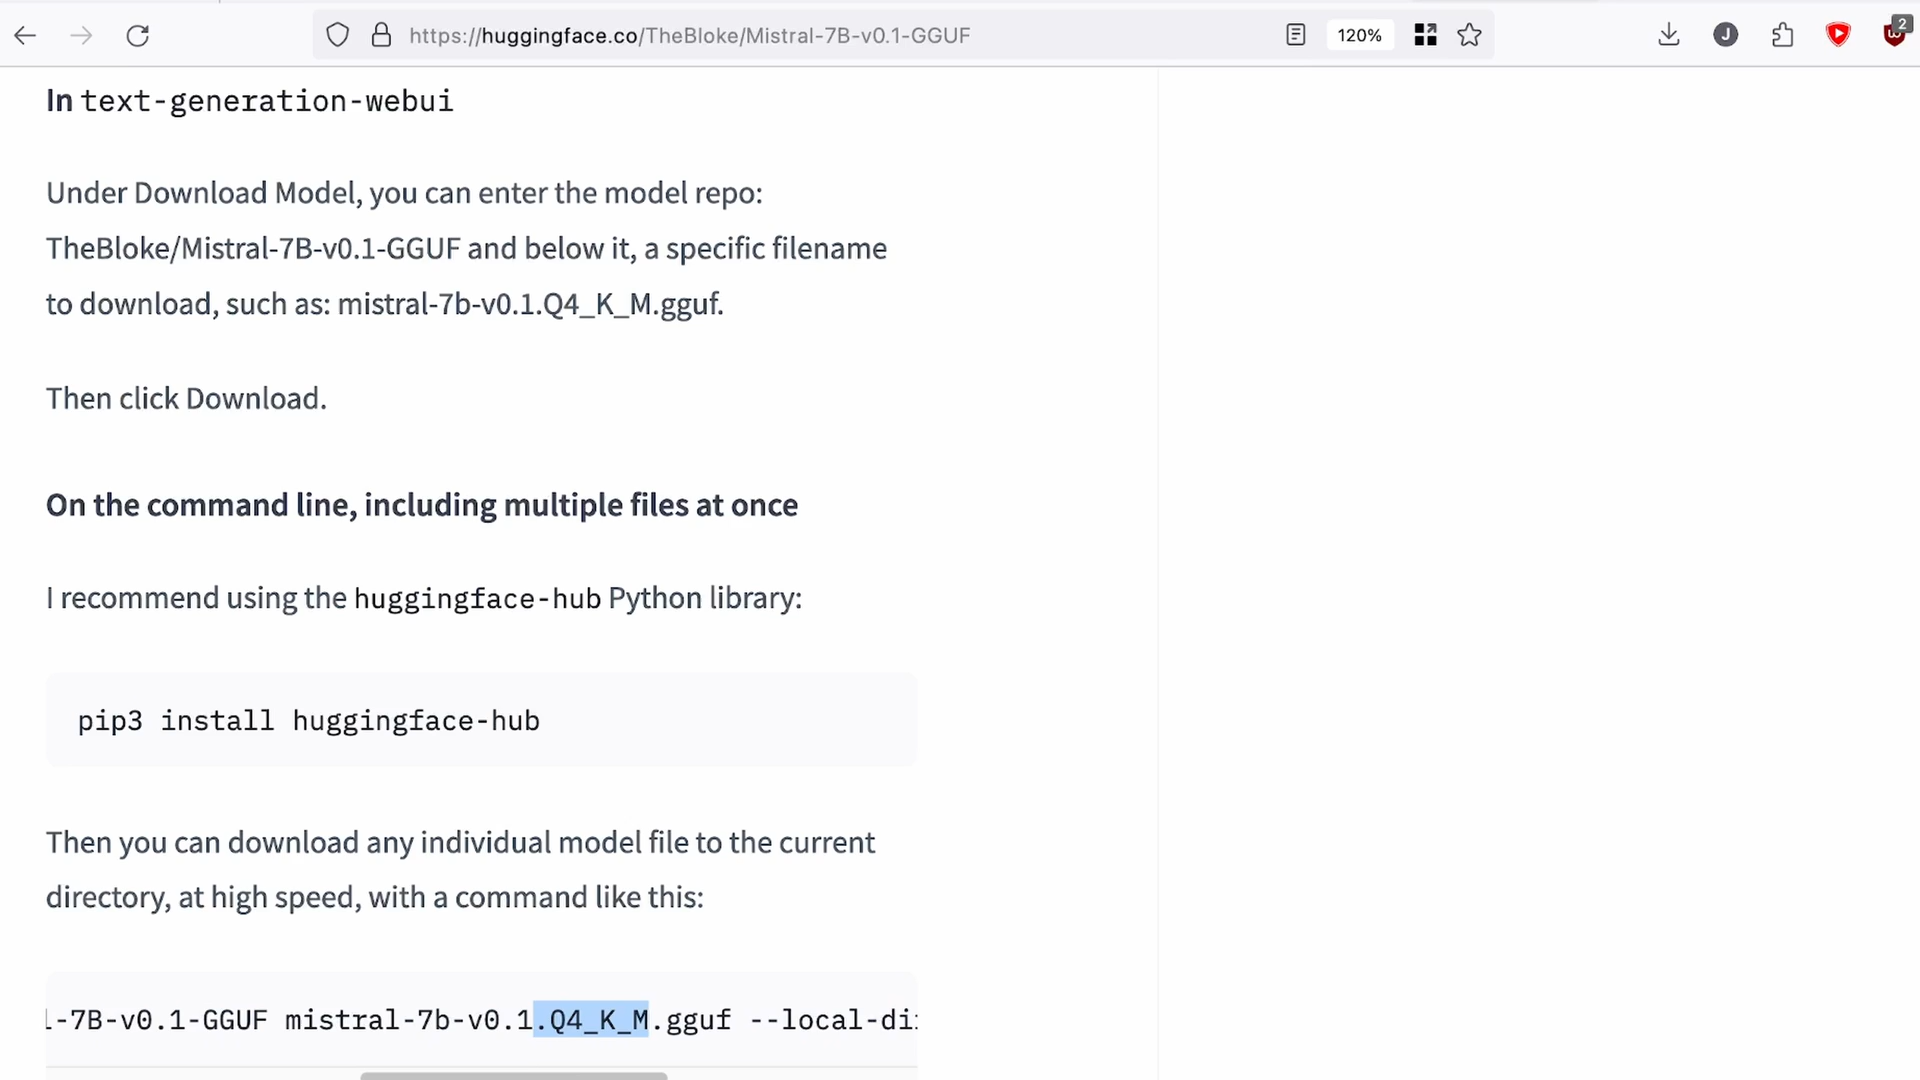 https://huggingface.co/TheBloke/Mistral-7B-v0.1-GGUF
120%
J
2
In text-generation-webui
Under Download Model, you can enter the model repo:
TheBloke/Mistral-7B-v0.1-GGUF and below it, a specific filename
to download, such as: mistral-7b-v0.1.Q4_K_M.gguf.
Then click Download.
On the command line, including multiple files at once
I recommend using the huggingface-hub Python library:
pip3 install huggingface-hub
Then you can download any individual model file to the current
directory, at high speed, with a command like this:
l-7B-v0.1-GGUF mistral-7b-v0.1.Q4_K_M.gguf --local-di